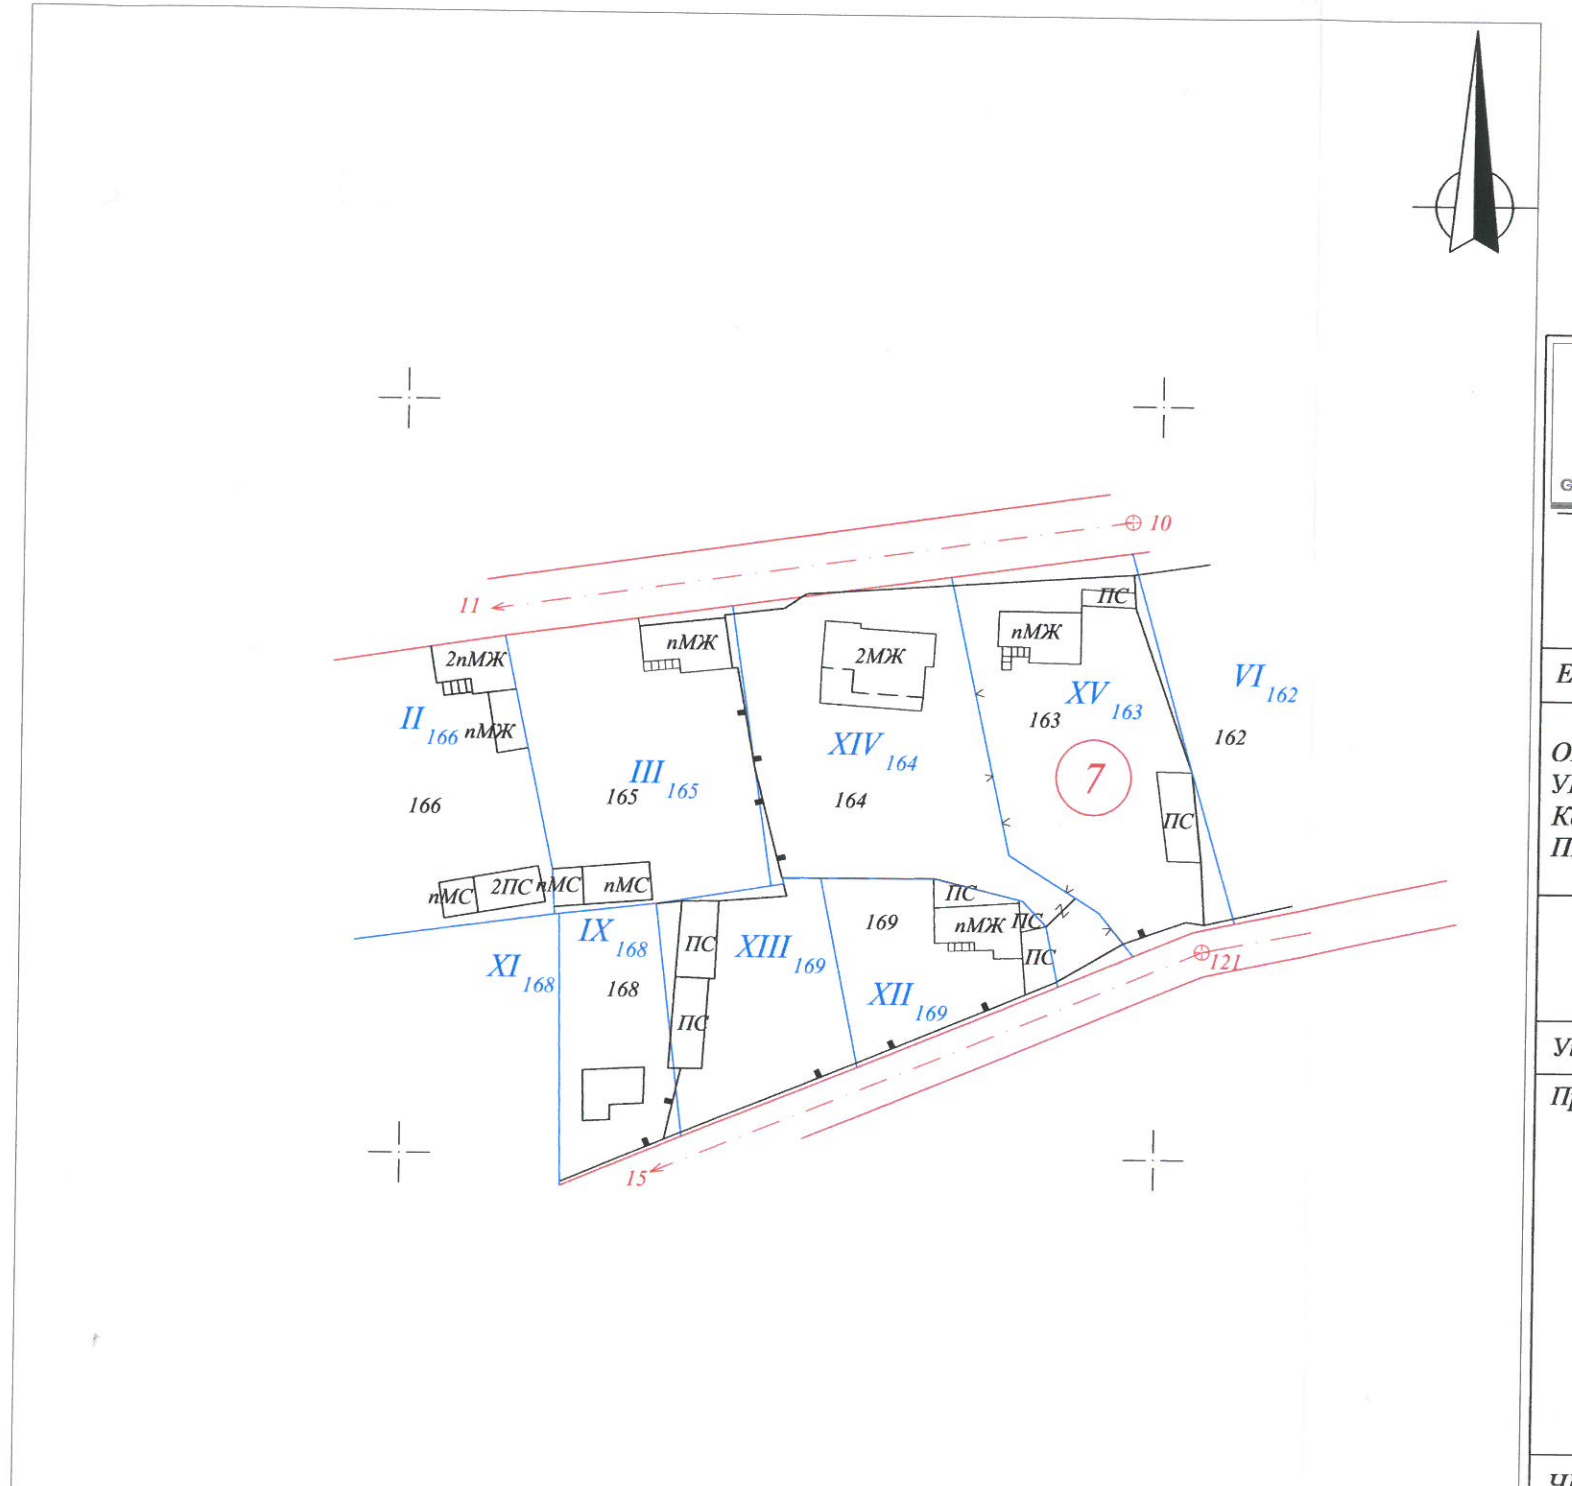 10
11
ПС
пМЖ
пМЖ
2МЖ
2пМЖ
VI 162
XV 163
163
II 166
пМЖ
162
XIV 164
7
III 165
165
164
166
ПС
пМС
2ПС
пМС
пМС
ПС
169
пМЖ
ПС
IX 168
ПС
XIII 169
ПС
121
XI 168
168
XII 169
ПС
15